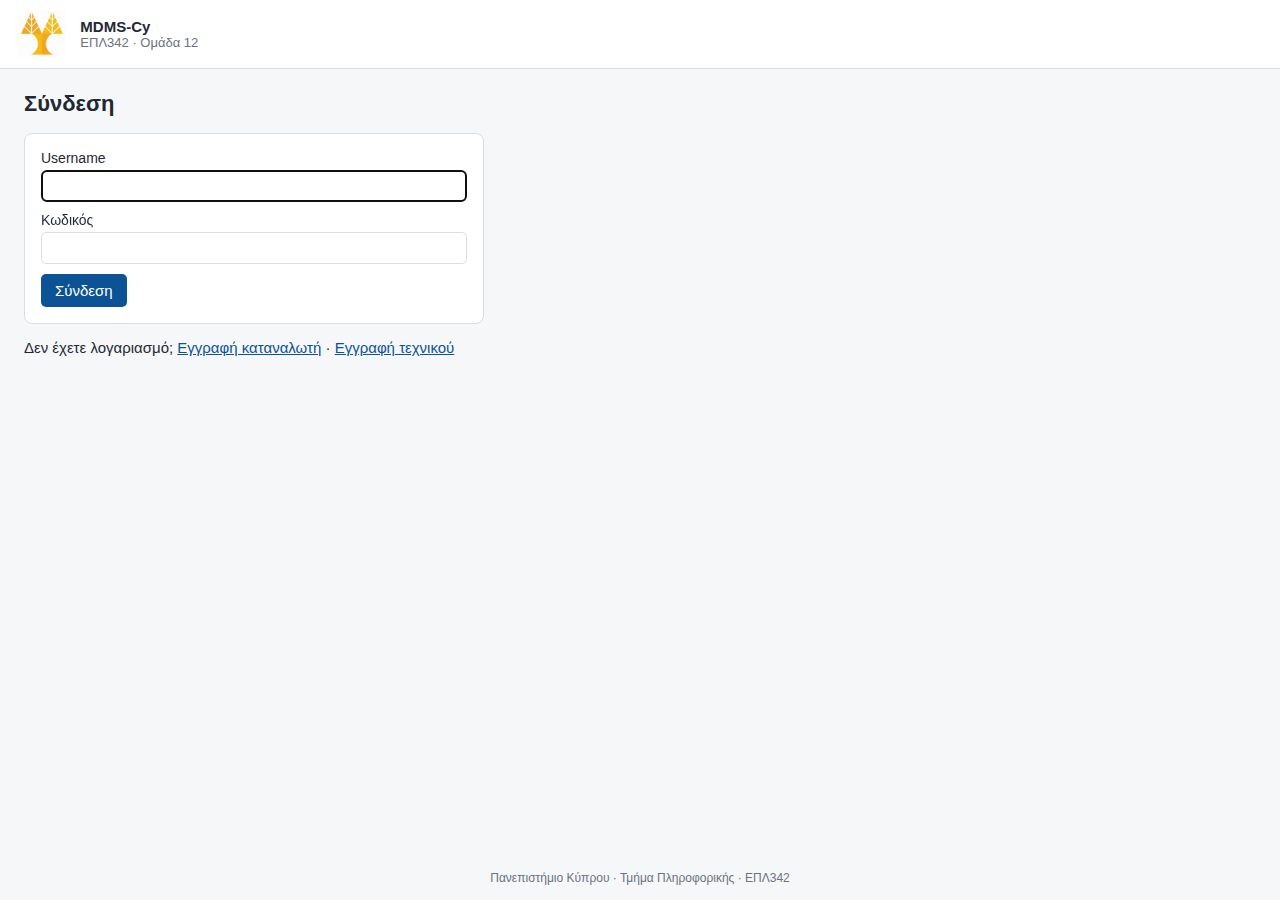 MDMS-Cy
ΕΠΛ342 · Ομάδα 12
Σύνδεση
Username
Κωδικός
Σύνδεση
Δεν έχετε λογαριασμό; Εγγραφή καταναλωτή · Εγγραφή τεχνικού
Πανεπιστήμιο Κύπρου · Τμήμα Πληροφορικής · ΕΠΛ342